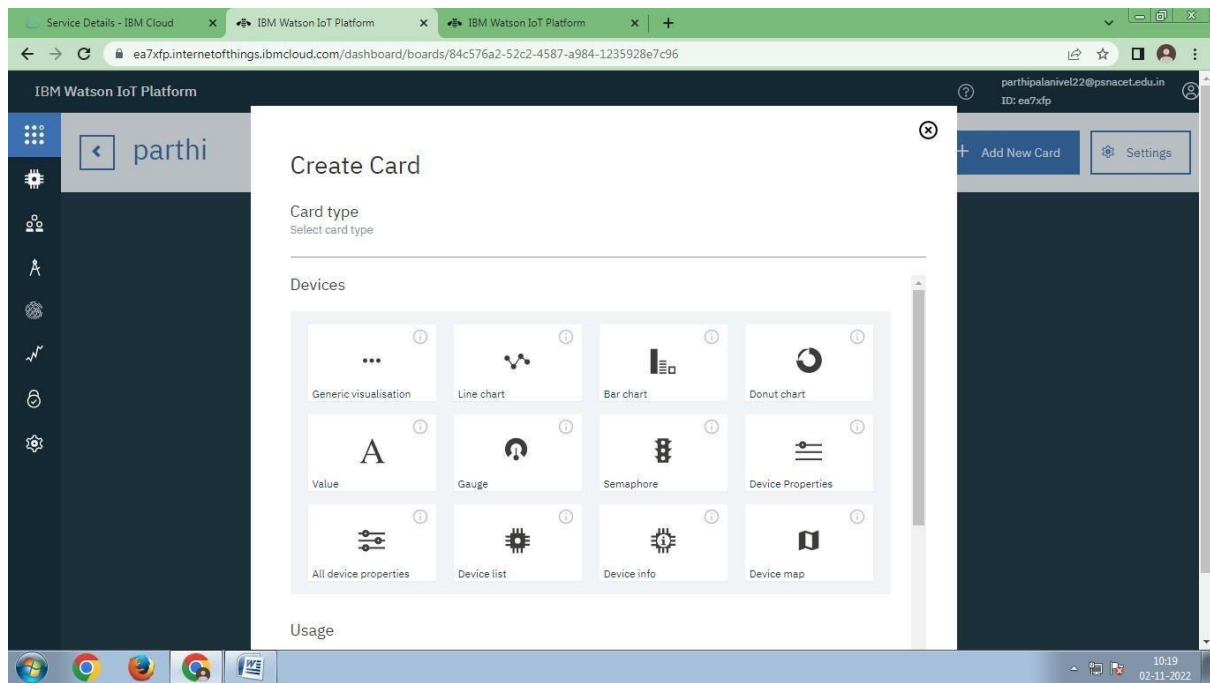 Service Details - IBM Cloud
IBM Watson IoT Platform
IBM Watson IoT Platform
ea7xfp.internetofthings.ibmcloud.com/dashboard/boards/84c576a2-52c2-4587-a984-1235928e7c96
IBM Watson IoT Platform
parthipalanivel22@psnacet.edu.in
ID: ea7xfp
parthi
+ Add New Card
Settings
Create Card
Card type
Select card type
Devices
Generic visualisation
Line chart
Bar chart
Donut chart
A
Value
Gauge
Semaphore
Device Properties
All device properties
Device list
Device info
Device map
Usage
10:19
02-11-2022